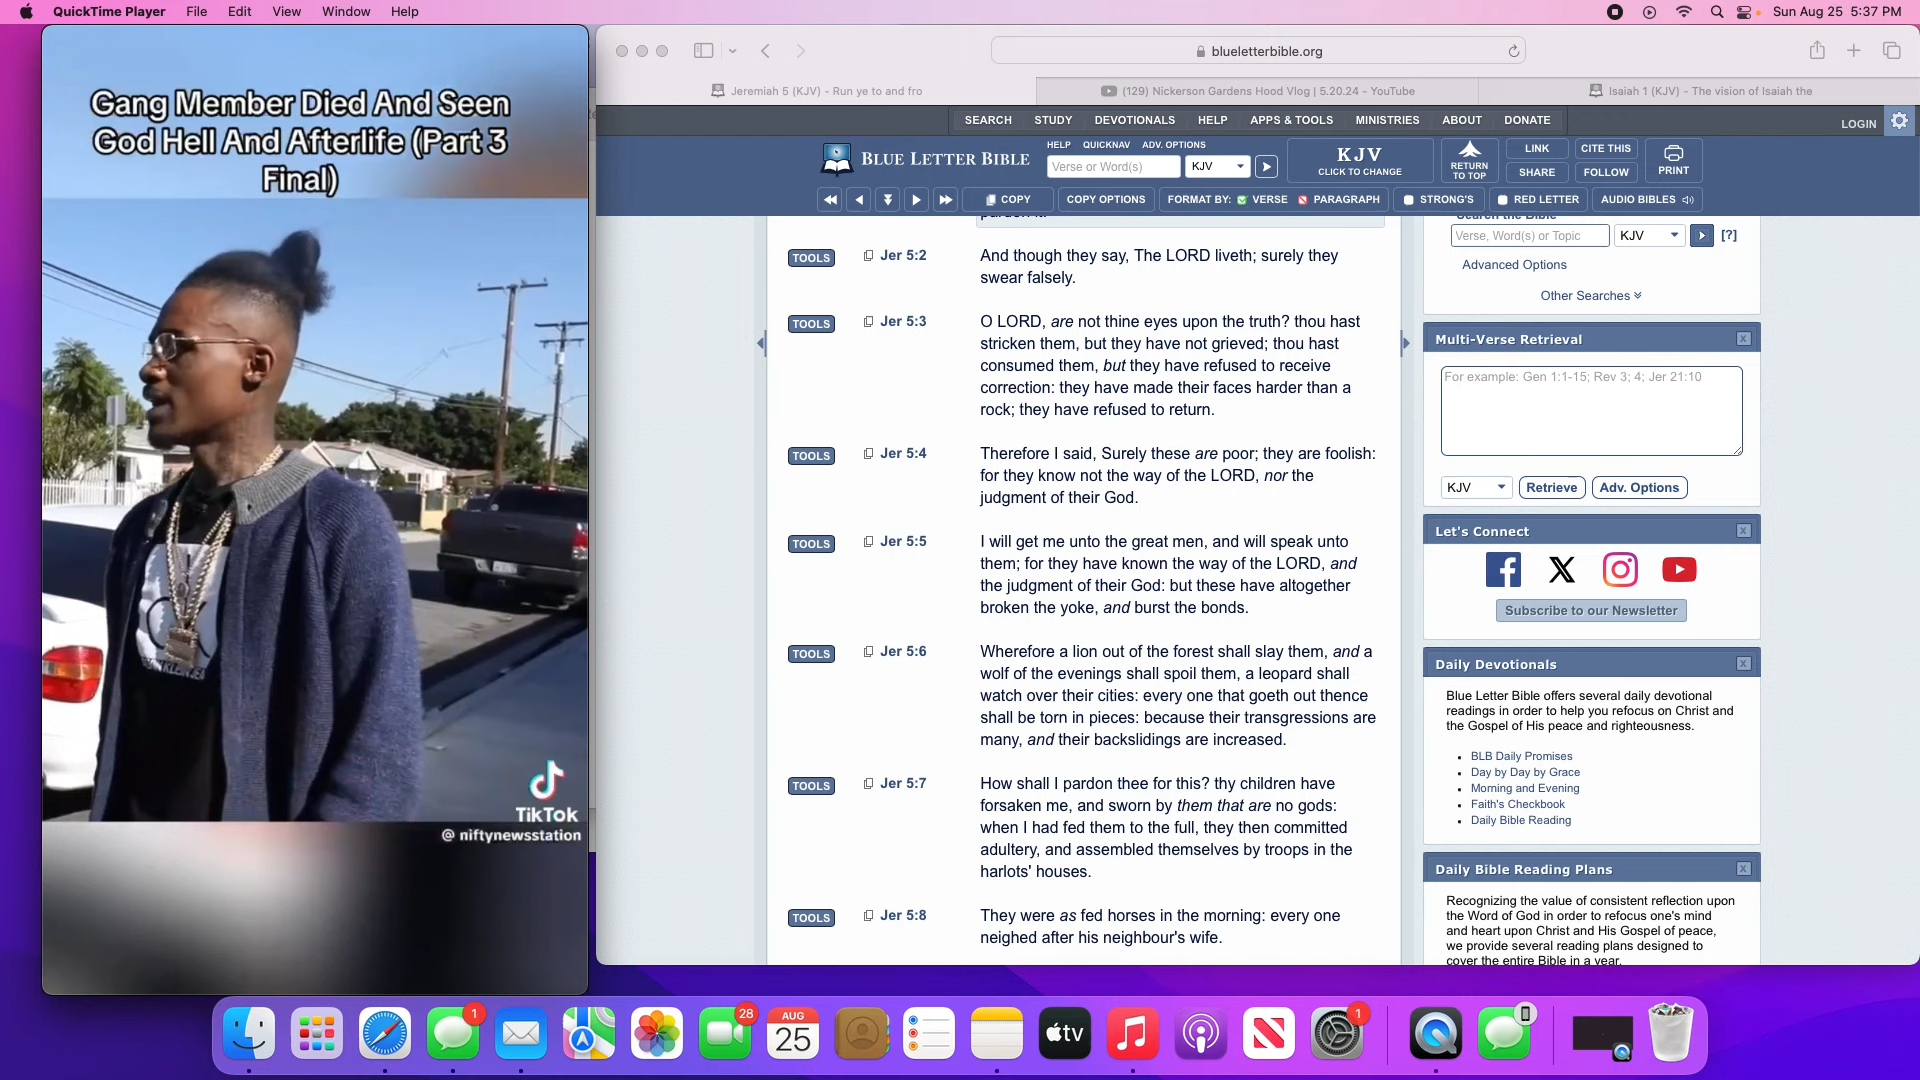 QuickTime Player File Edit View Window Help
Sun Aug 25 5:37 PM
Gang Member Died And Seen
God Hell And Afterlife (Part 3
Final)
TikTok
@ niftynewsstation
blueletterbible.org
Jeremiah 5 (KJV) - Run ye to and fro
(129) Nickerson Gardens Hood Vlog | 5.20.24 - YouTube
Isaiah 1 (KJV) - The vision of Isaiah the
SEARCH STUDY DEVOTIONALS HELP APPS & TOOLS MINISTRIES ABOUT DONATE
LOGIN
BLUE LETTER BIBLE
HELP QUICKNAV ADV. OPTIONS
Verse or Word(s)
KJV
KJV
CLICK TO CHANGE
RETURN
TO TOP
LINK
CITE THIS
SHARE
FOLLOW
PRINT
COPY
COPY OPTIONS
FORMAT BY: VERSE PARAGRAPH
STRONG'S
RED LETTER
AUDIO BIBLES
TOOLS Jer 5:2 And though they say, The LORD liveth; surely they
swear falsely.
TOOLS Jer 5:3 O LORD, are not thine eyes upon the truth? thou hast
stricken them, but they have not grieved; thou hast
consumed them, but they have refused to receive
correction: they have made their faces harder than a
rock; they have refused to return.
TOOLS Jer 5:4 Therefore I said, Surely these are poor; they are foolish:
for they know not the way of the LORD, nor the
judgment of their God.
TOOLS Jer 5:5 I will get me unto the great men, and will speak unto
them; for they have known the way of the LORD, and
the judgment of their God: but these have altogether
broken the yoke, and burst the bonds.
TOOLS Jer 5:6 Wherefore a lion out of the forest shall slay them, and a
wolf of the evenings shall spoil them, a leopard shall
watch over their cities: every one that goeth out thence
shall be torn in pieces: because their transgressions are
many, and their backslidings are increased.
TOOLS Jer 5:7 How shall I pardon thee for this? thy children have
forsaken me, and sworn by them that are no gods:
when I had fed them to the full, they then committed
adultery, and assembled themselves by troops in the
harlots' houses.
TOOLS Jer 5:8 They were as fed horses in the morning: every one
neighed after his neighbour's wife.
Search the Bible
Verse, Word(s) or Topic
KJV
[?]
Advanced Options
Other Searches
Multi-Verse Retrieval
x
For example: Gen 1:1-15; Rev 3; 4; Jer 21:10
KJV
Retrieve
Adv. Options
Let's Connect
x
Subscribe to our Newsletter
Daily Devotionals
x
Blue Letter Bible offers several daily devotional
readings in order to help you refocus on Christ and
the Gospel of His peace and righteousness.
BLB Daily Promises
Day by Day by Grace
Morning and Evening
Faith's Checkbook
Daily Bible Reading
Daily Bible Reading Plans
x
Recognizing the value of consistent reflection upon
the Word of God in order to refocus one's mind
and heart upon Christ and His Gospel of peace,
we provide several reading plans designed to
cover the entire Bible in a year.
1
28
AUG
25
tv
1